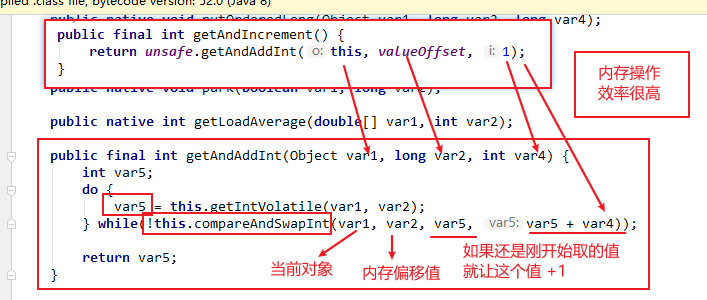 plied .class file, bytecode version: 52.0 (Java 8)
public native void putOrderedLong(Object var1, long var2, long var4);
public final int getAndIncrement() {
return unsafe.getAndAddInt( o: this, valueOffset, i: 1);
}
public native void park(boolean var1, long var2);
内存操作
效率很高
public native int getLoadAverage(double[] var1, int var2);
public final int getAndAddInt(Object var1, long var2, int var4) {
int var5;
do {
var5 = this.getIntVolatile(var1, var2);
} while(!this.compareAndSwapInt(var1, var2, var5, var5: var5 + var4));
return var5;
}
当前对象
内存偏移值
如果还是刚开始取的值
就让这个值 +1